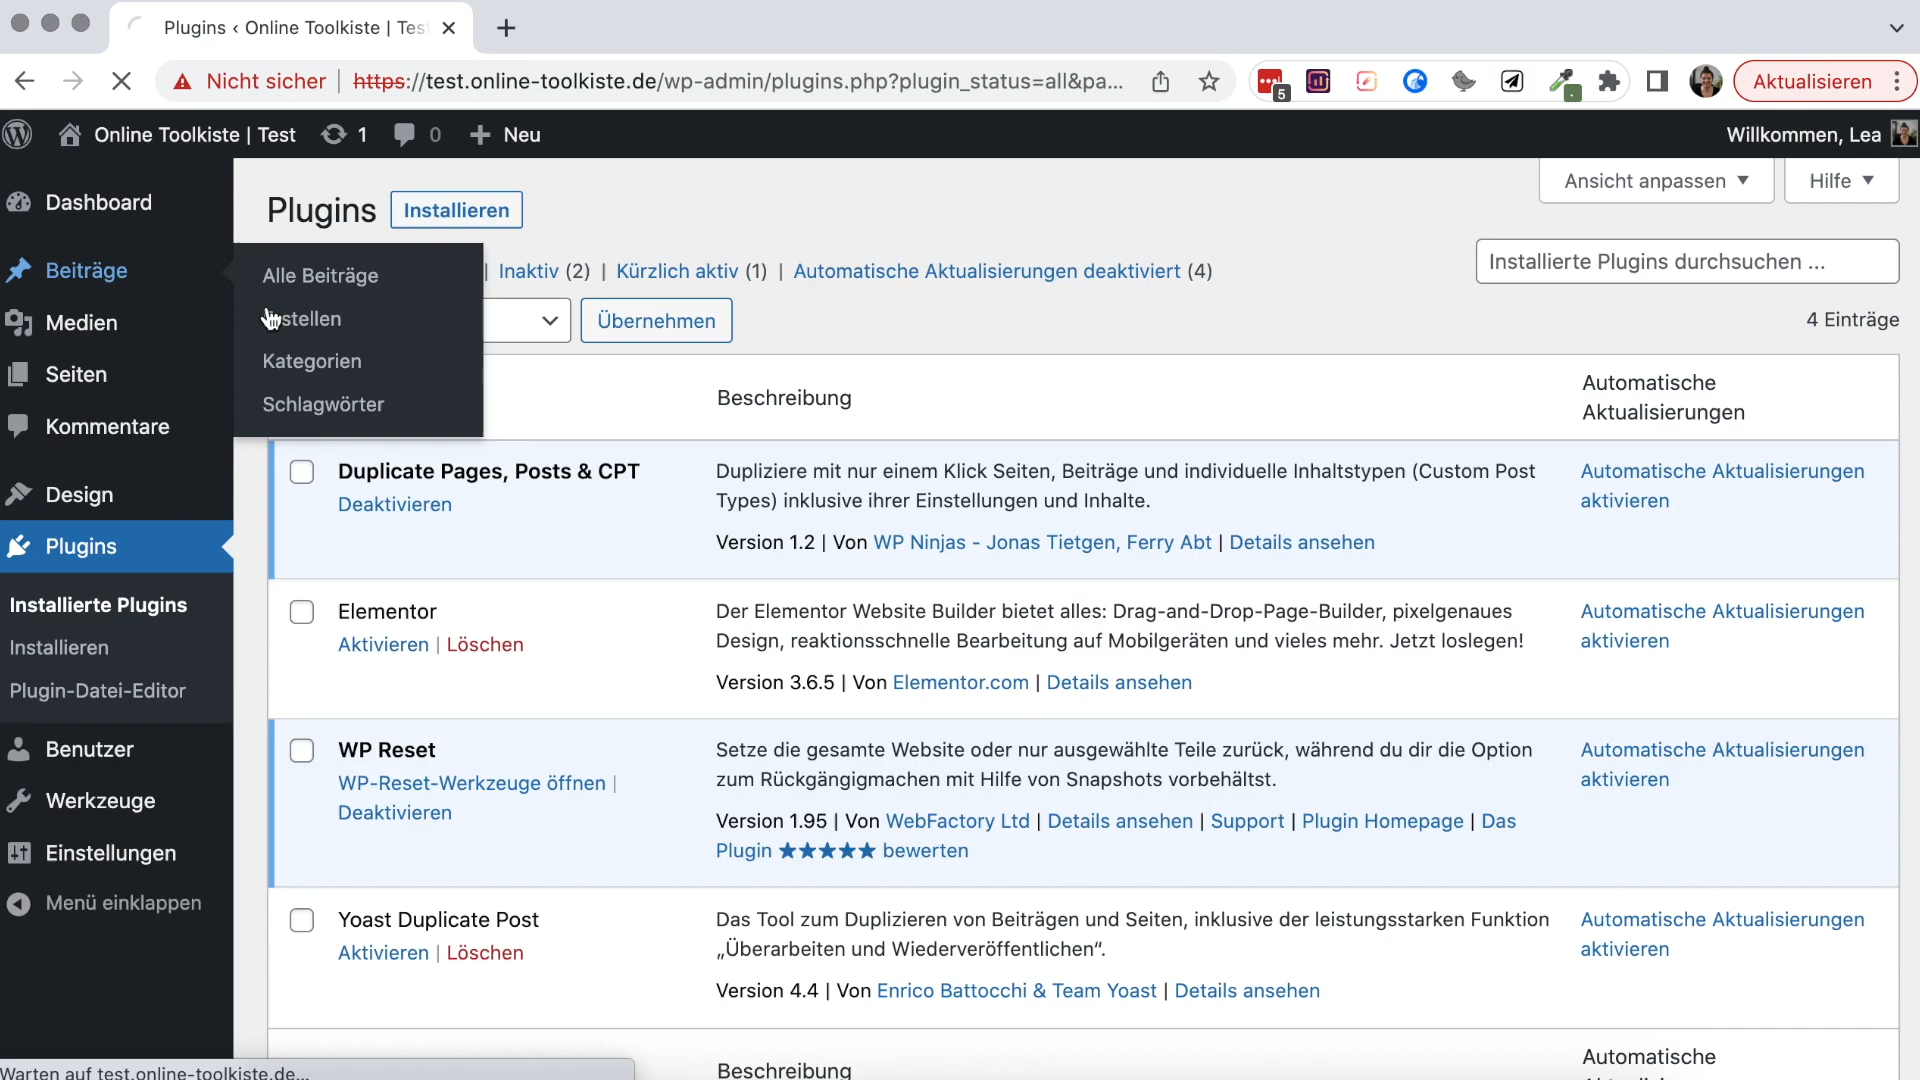 Plugins ‹ Online Toolkiste | Tes
Nicht sicher | https://test.online-toolkiste.de/wp-admin/plugins.php?plugin_status=all&pa...
5
Aktualisieren
Online Toolkiste | Test 1 0 Neu
Willkommen, Lea
Ansicht anpassen Hilfe
Dashboard
Beiträge
Medien
Seiten
Kommentare
Design
Plugins
Installierte Plugins
Installieren
Plugin-Datei-Editor
Benutzer
Werkzeuge
Einstellungen
Menü einklappen
Alle Beiträge
stellen
Kategorien
Schlagwörter
Plugins Installieren
| Inaktiv (2) | Kürzlich aktiv (1) | Automatische Aktualisierungen deaktiviert (4)
Installierte Plugins durchsuchen ...
Übernehmen
4 Einträge
Beschreibung
Automatische
Aktualisierungen
Duplicate Pages, Posts & CPT
Deaktivieren
Dupliziere mit nur einem Klick Seiten, Beiträge und individuelle Inhaltstypen (Custom Post
Types) inklusive ihrer Einstellungen und Inhalte.
Version 1.2 | Von WP Ninjas - Jonas Tietgen, Ferry Abt | Details ansehen
Automatische Aktualisierungen
aktivieren
Elementor
Aktivieren | Löschen
Der Elementor Website Builder bietet alles: Drag-and-Drop-Page-Builder, pixelgenaues
Design, reaktionsschnelle Bearbeitung auf Mobilgeräten und vieles mehr. Jetzt loslegen!
Version 3.6.5 | Von Elementor.com | Details ansehen
Automatische Aktualisierungen
aktivieren
WP Reset
WP-Reset-Werkzeuge öffnen |
Deaktivieren
Setze die gesamte Website oder nur ausgewählte Teile zurück, während du dir die Option
zum Rückgängigmachen mit Hilfe von Snapshots vorbehältst.
Version 1.95 | Von WebFactory Ltd | Details ansehen | Support | Plugin Homepage | Das
Plugin ★★★★★ bewerten
Automatische Aktualisierungen
aktivieren
Yoast Duplicate Post
Aktivieren | Löschen
Das Tool zum Duplizieren von Beiträgen und Seiten, inklusive der leistungsstarken Funktion
„Überarbeiten und Wiederveröffentlichen“.
Version 4.4 | Von Enrico Battocchi & Team Yoast | Details ansehen
Automatische Aktualisierungen
aktivieren
Beschreibung
Automatische
Warten auf test.online-toolkiste.de...